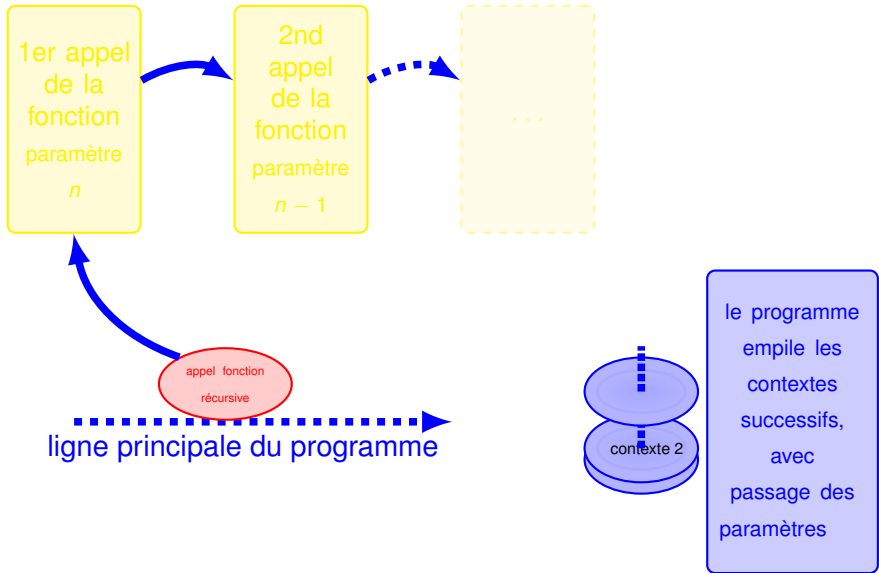 1er appel
de la
fonction
paramètre
n
2nd
appel
de la
fonction
paramètre
n − 1
. . .
appel fonction
récursive
ligne principale du programme
contexte 2
le programme
empile les
contextes
successifs,
avec
passage des
paramètres